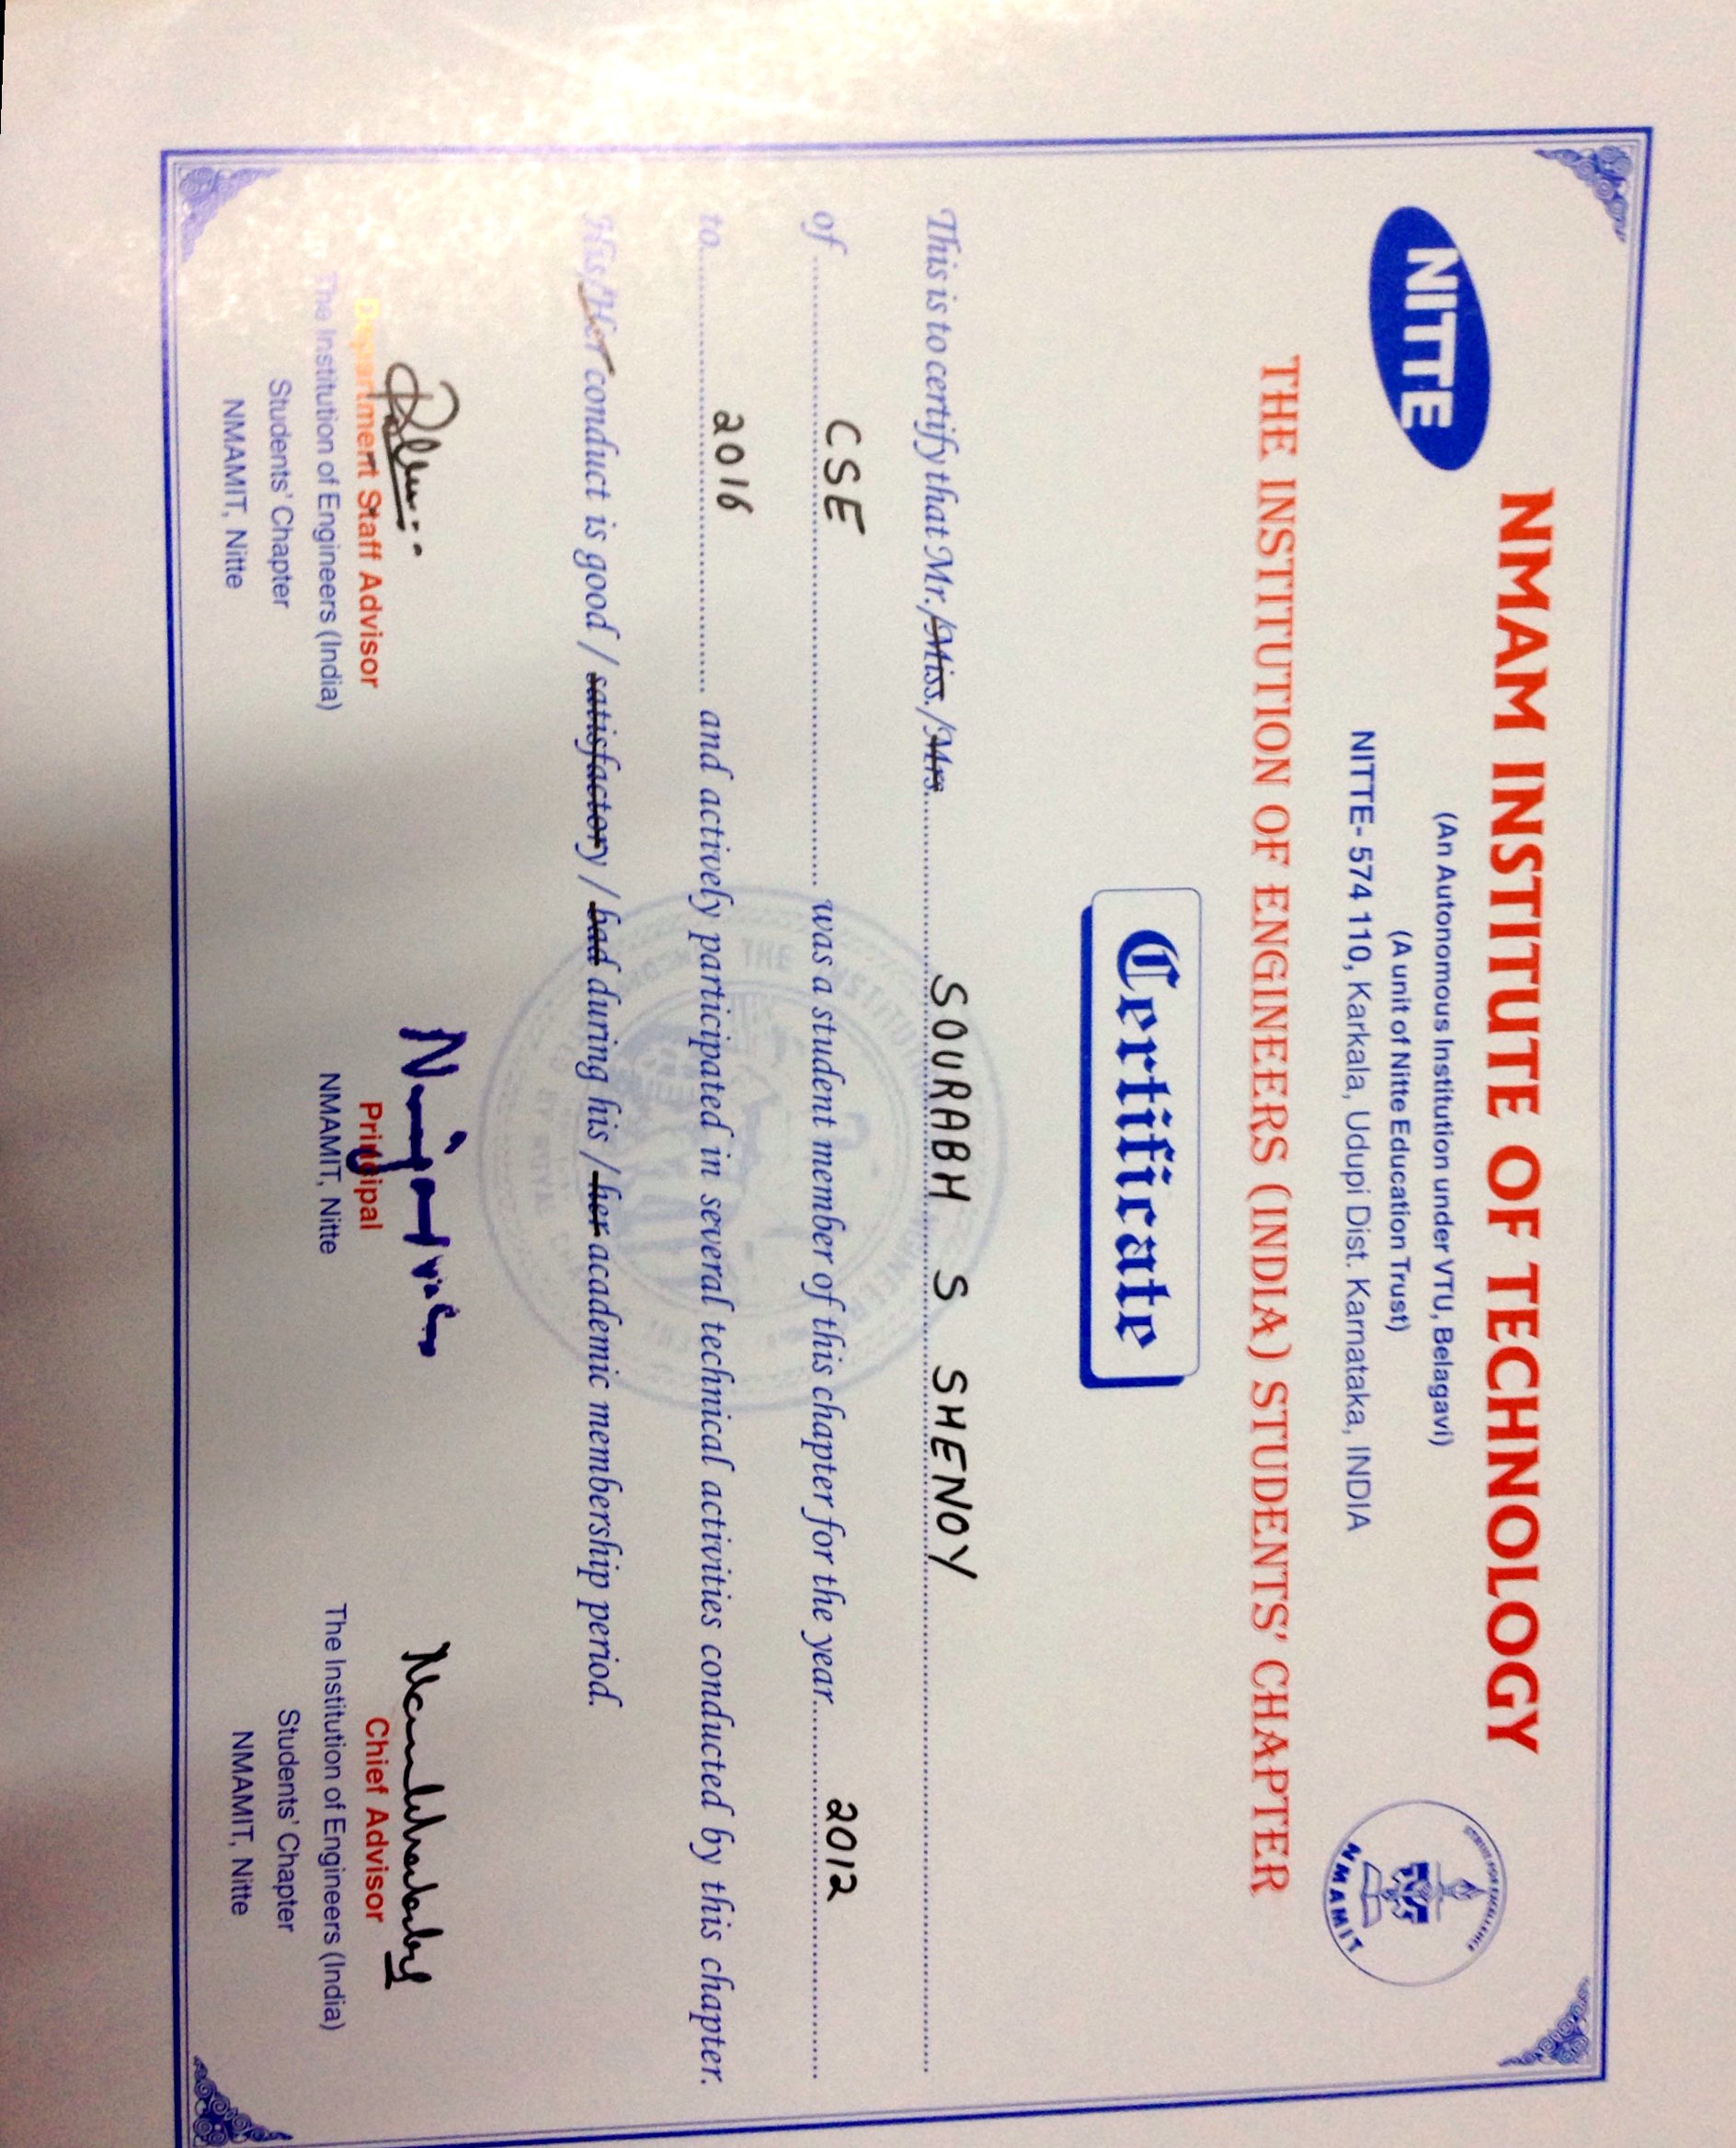 NITTE
NMAM INSTITUTE OF TECHNOLOGY
(An Autonomous Institution under VTU, Belagavi)
(A unit of Nitte Education Trust)
NITTE- 574 110, Karkala, Udupi Dist. Karnataka, INDIA
NMAMIT
THE INSTITUTION OF ENGINEERS (INDIA) STUDENTS' CHAPTER
Certificate
This is to certify that Mr./Miss./Mrs. SOURABH S SHENOY
of CSE was a student member of this chapter for the year 2012
to 2016 and actively participated in several technical activities conducted by this chapter.
His/Her conduct is good / satisfactory / bad during his / her academic membership period.
Department Staff Advisor
The Institution of Engineers (India)
Students' Chapter
NMAMIT, Nitte
Principal
NMAMIT, Nitte
Chief Advisor
The Institution of Engineers (India)
Students' Chapter
NMAMIT, Nitte